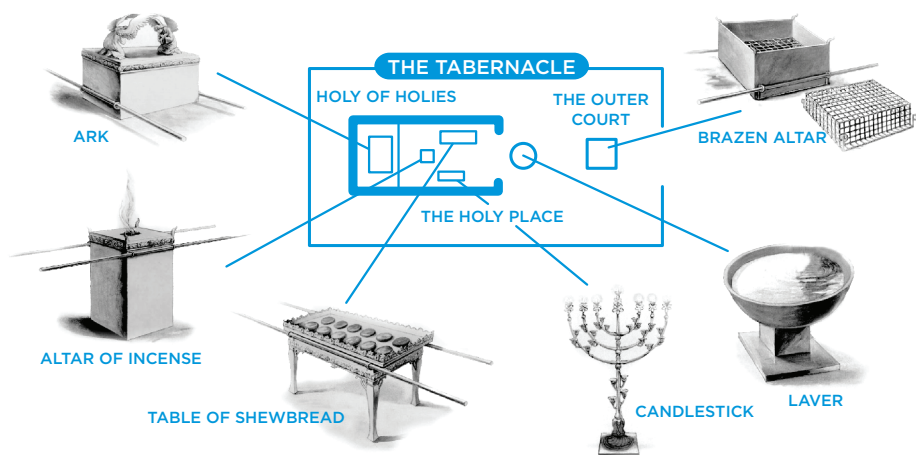 THE TABERNACLE
HOLY OF HOLIES
THE OUTER
COURT
ARK
BRAZEN ALTAR
THE HOLY PLACE
ALTAR OF INCENSE
TABLE OF SHEWBREAD
CANDLESTICK
LAVER